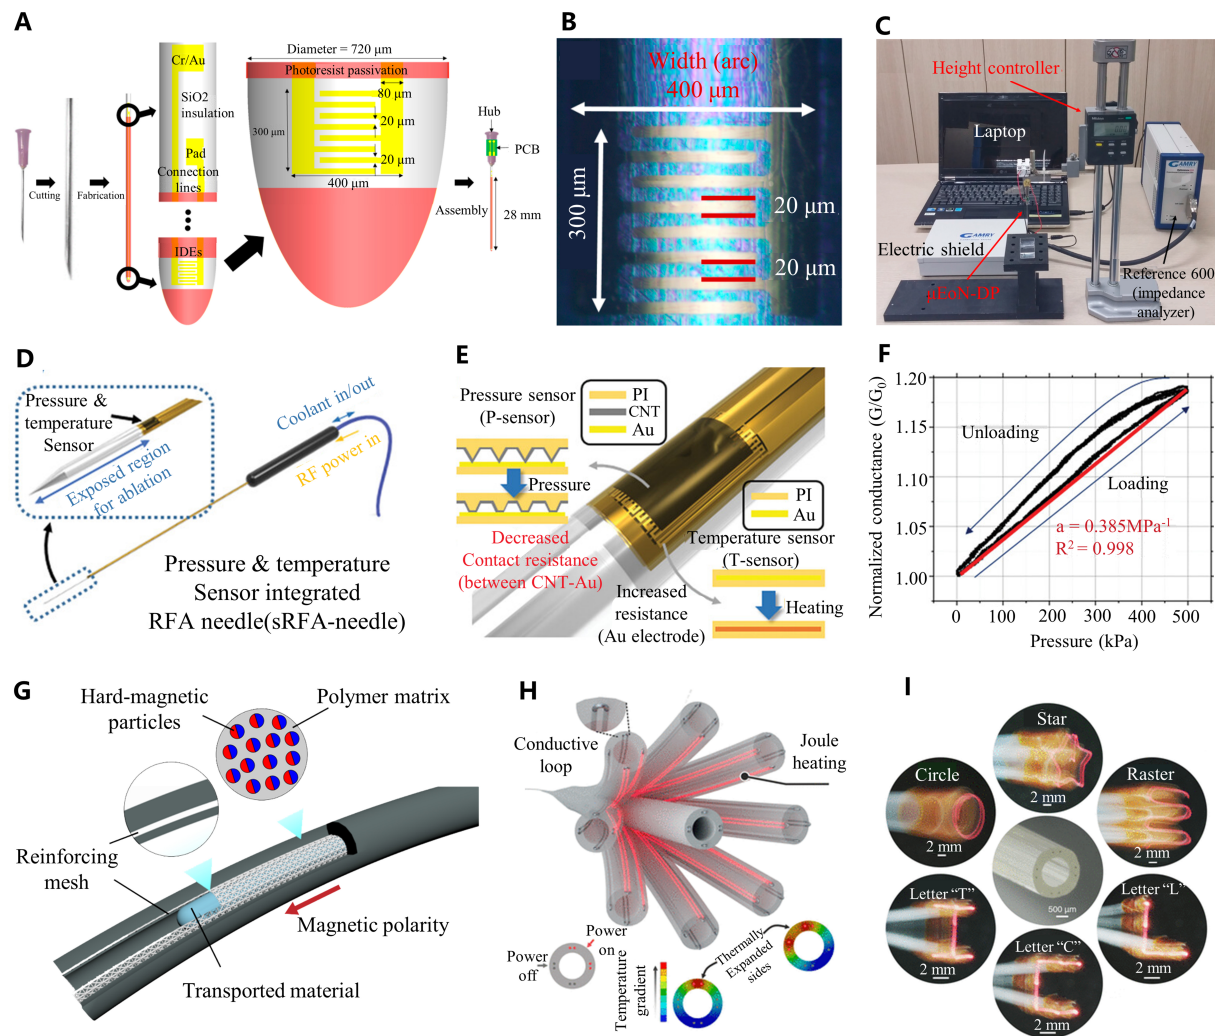 A
Cr/Au
SiO2
insulation
Pad
Connection
lines
IDEs
Cutting
Fabrication
Diameter = 720 μm
Photoresist passivation
80 μm
20 μm
20 μm
300 μm
400 μm
Assembly
Hub
PCB
28 mm
B
Width (arc)
400 μm
300 μm
20 μm
20 μm
C
Height controller
Laptop
GAMRY
GAMRY
Electric shield
μEoN-DP
Reference 600
(impedance
analyzer)
D
Pressure &
temperature
Sensor
Exposed region
for ablation
Coolant in/out
RF power in
Pressure & temperature
Sensor integrated
RFA needle(sRFA-needle)
E
Pressure sensor
(P-sensor)
PI
CNT
Au
Pressure
Decreased
Contact resistance
(between CNT-Au)
PI
Au
Temperature sensor
(T-sensor)
Increased
resistance
(Au electrode)
Heating
F
Normalized conductance (G/G0)
1.20
1.15
1.10
1.05
1.00
Unloading
Loading
a = 0.385MPa-1
R2 = 0.998
0 100 200 300 400 500
Pressure (kPa)
G
Hard-magnetic
particles
Polymer matrix
Reinforcing
mesh
Magnetic polarity
Transported material
H
Conductive
loop
Joule
heating
Power
on
Power
off
Temperature
gradient
Thermally
Expanded
sides
I
Star
2 mm
Circle
2 mm
Raster
2 mm
500 μm
Letter “T”
2 mm
Letter “L”
2 mm
Letter “C”
2 mm